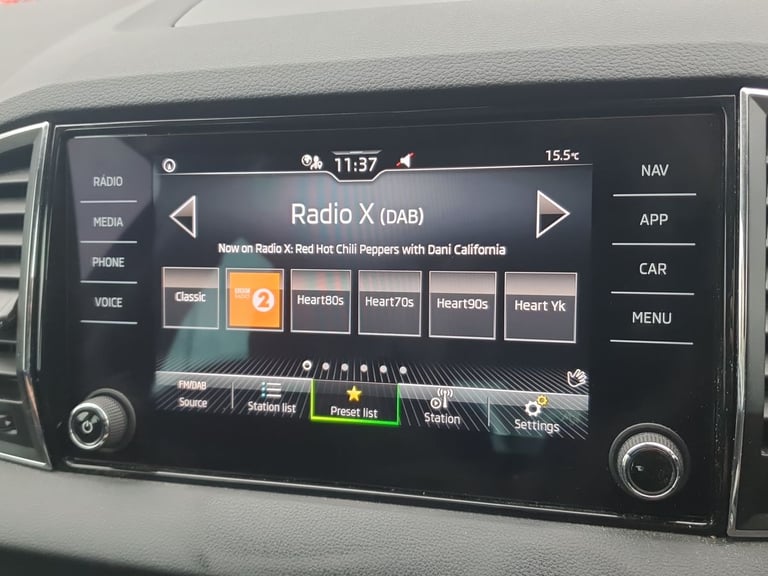 11:37
15.5°C
RÁDIO
MEDIA
PHONE
VOICE
Radio X (DAB)
Now on Radio X: Red Hot Chili Peppers with Dani California
Classic
BBC
RADIO
2
Heart80s
Heart70s
Heart90s
Heart Yk
FM/DAB
Source
Station list
Preset list
Station
Settings
NAV
APP
CAR
MENU